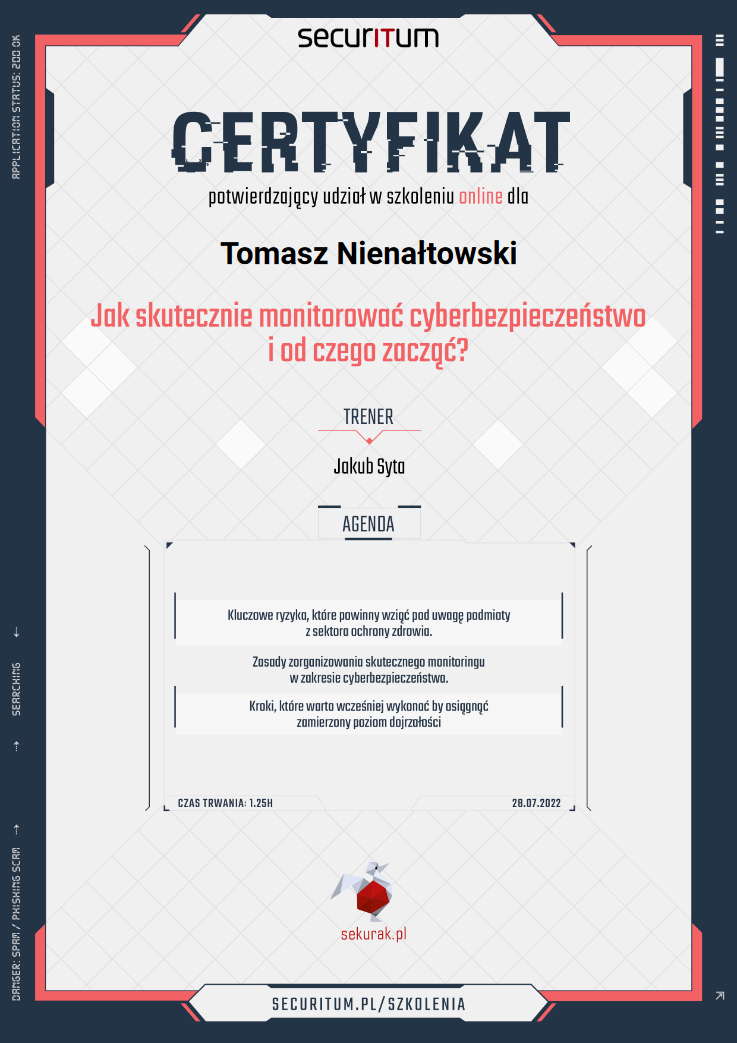 securITum
CERTYFIKAT
potwierdzający udział w szkoleniu online dla
Tomasz Nienałtowski
Jak skutecznie monitorować cyberbezpieczeństwo
i od czego zacząć?
TRENER
Jakub Syta
AGENDA
Kluczowe ryzyka, które powinny wziąć pod uwagę podmioty
z sektora ochrony zdrowia.
Zasady zorganizowania skutecznego monitoringu
w zakresie cyberbezpieczeństwa.
Kroki, które warto wcześniej wykonać by osiągnąć
zamierzony poziom dojrzałości
CZAS TRWANIA: 1.25H
28.07.2022
sekurak.pl
SECURITUM.PL/SZKOLENIA
APPLICATION STATUS: 200 OK
SEARCHING
DANGER: SPAM / PHISHING SCAM